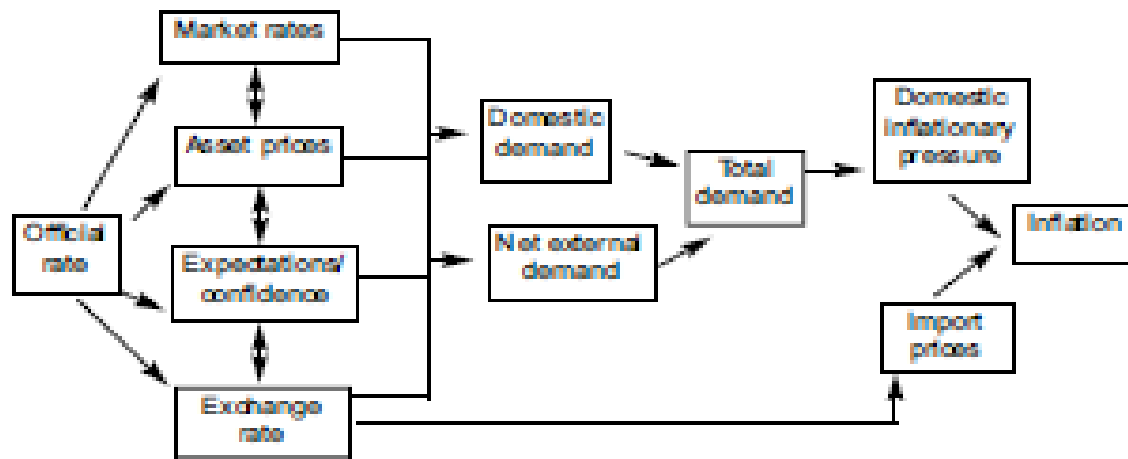 Market rates
Asset prices
Official
rate
Expectations/
confidence
Exchange
rate
Domestic
demand
Net external
demand
Total
demand
Domestic
inflationary
pressure
Import
prices
Inflation